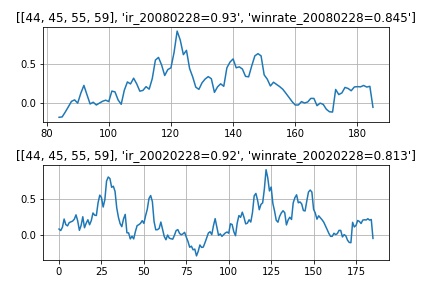 [[44, 45, 55, 59], 'ir_20080228=0.93', 'winrate_20080228=0.845']
0.5
0.0
80 100 120 140 160 180
[[44, 45, 55, 59], 'ir_20020228=0.92', 'winrate_20020228=0.813']
0.5
0.0
0 25 50 75 100 125 150 175